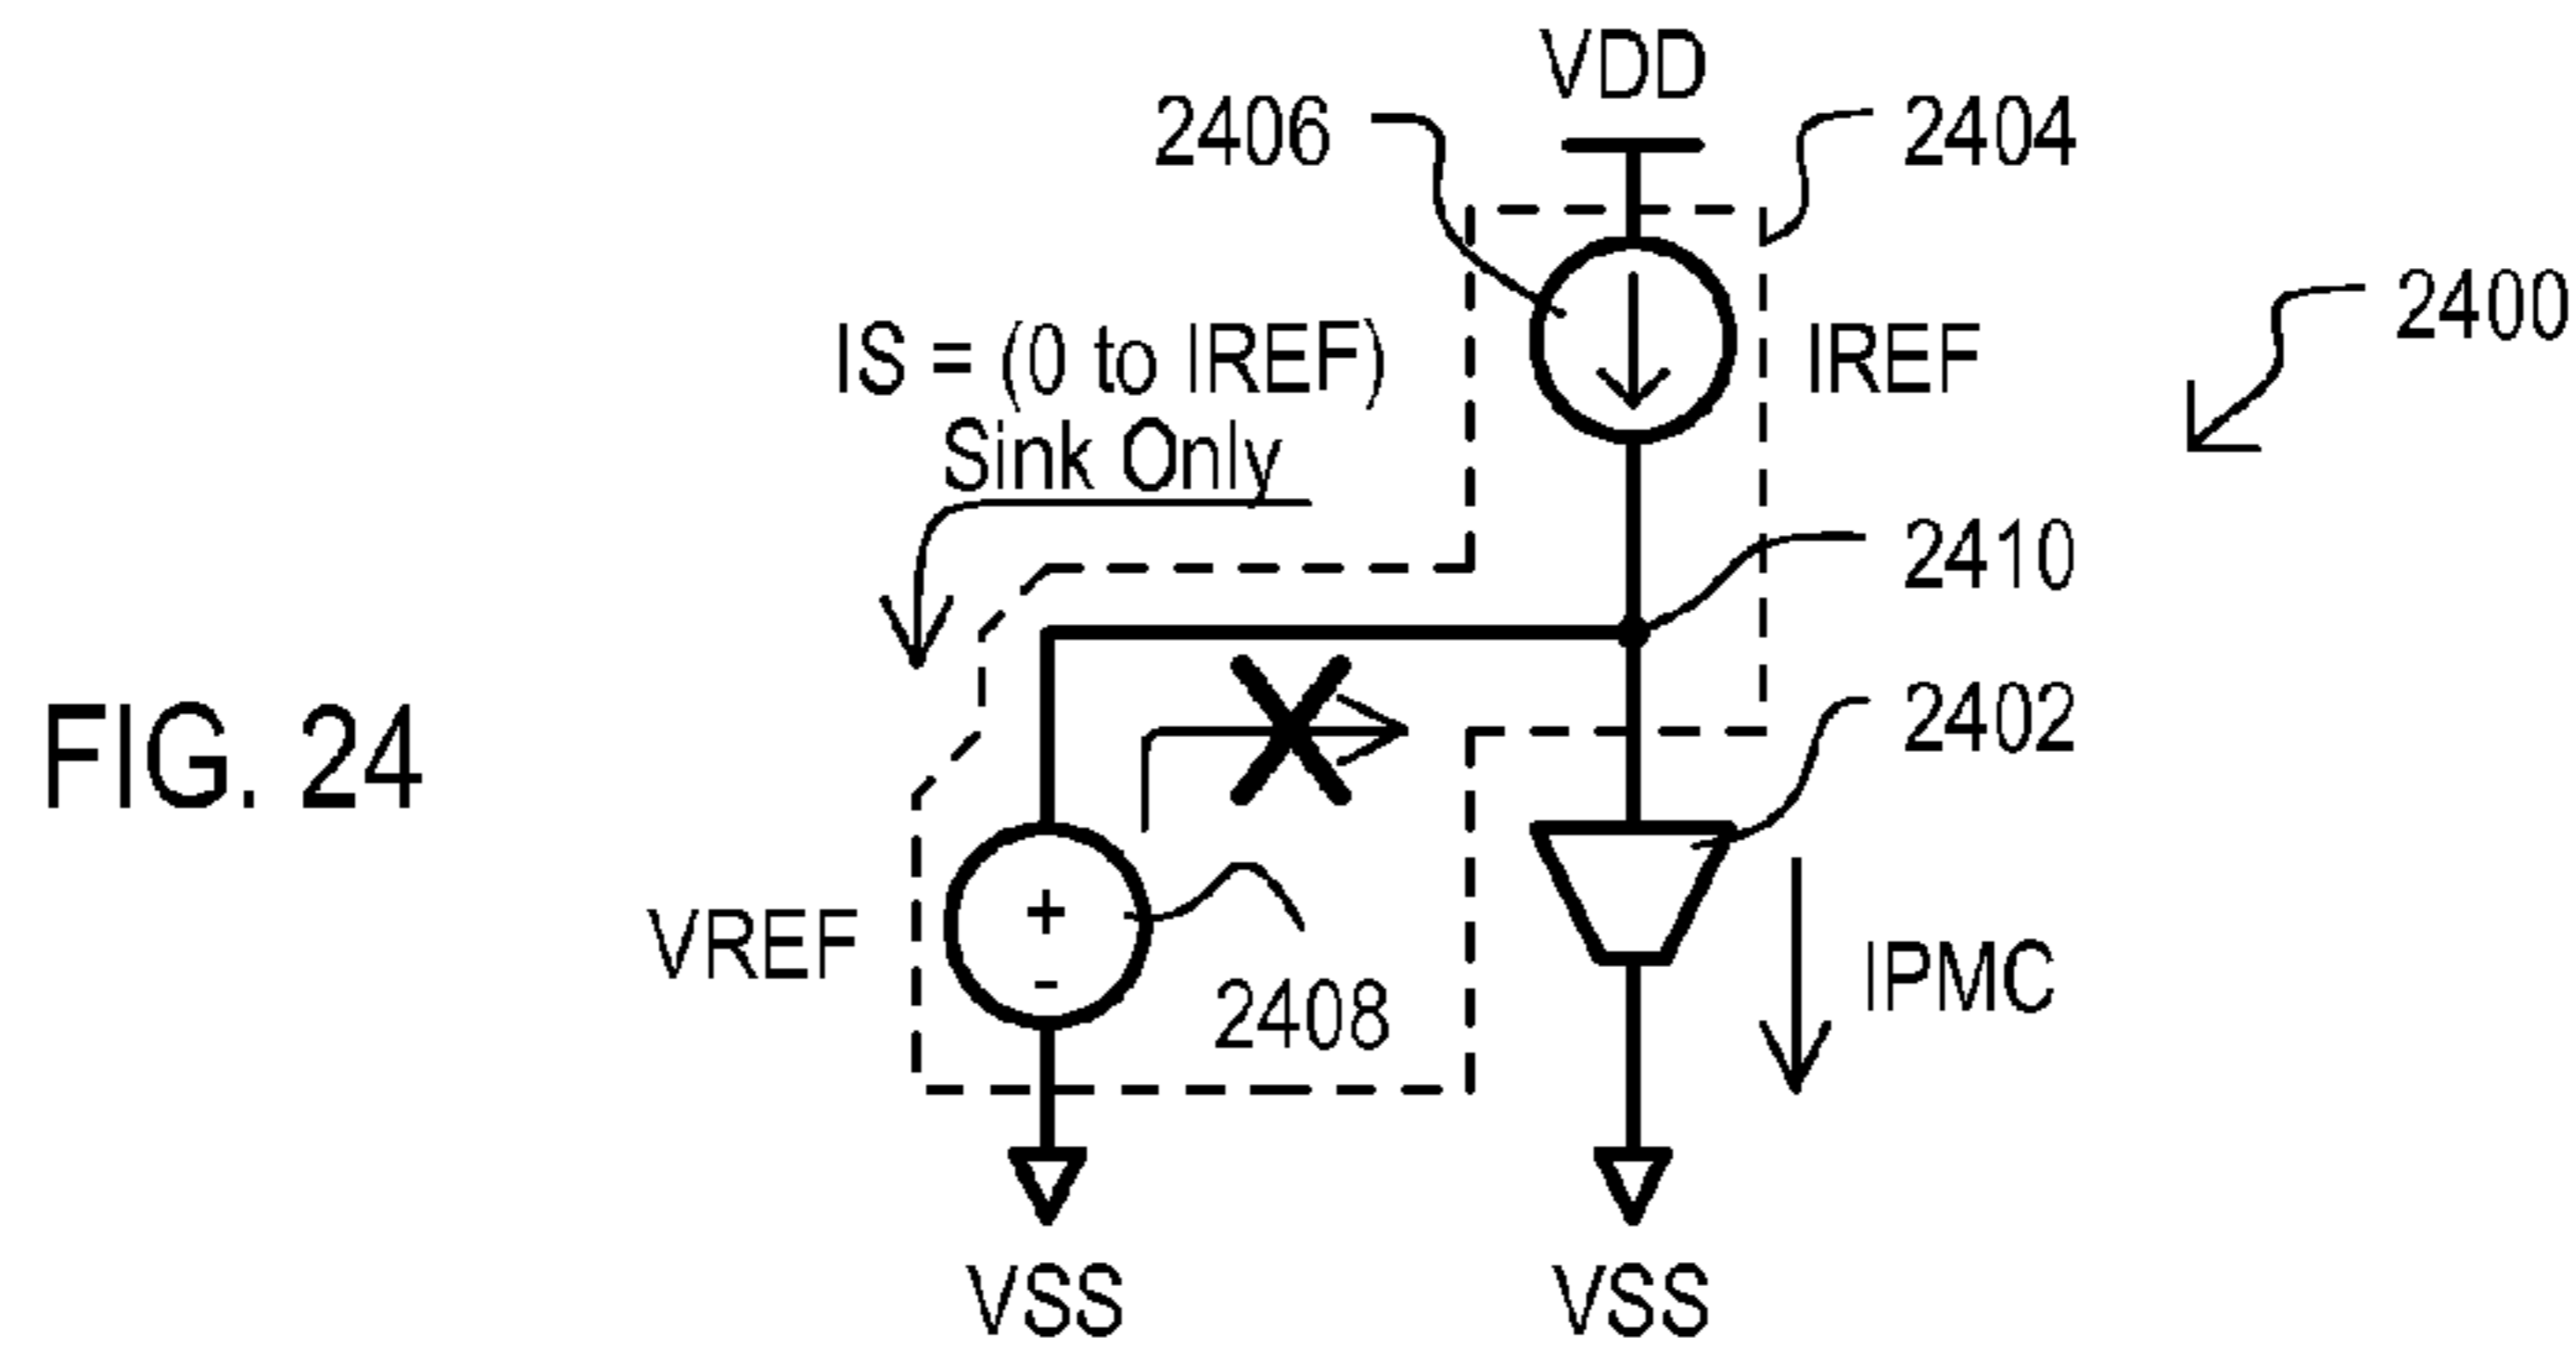 VDD
2406
2404
2400
IS = (0 to IREF)
Sink Only
IREF
2410
2402
FIG. 24
VREF
+
-
2408
IPMC
VSS
VSS